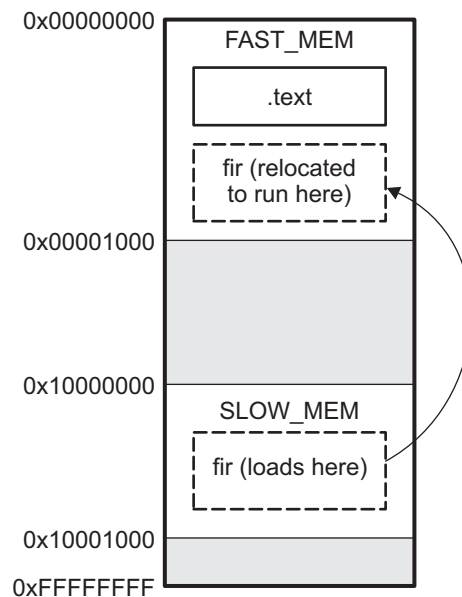 0x00000000
FAST_MEM
.text
fir (relocated
to run here)
0x00001000
0x10000000
SLOW_MEM
fir (loads here)
0x10001000
0xFFFFFFFF